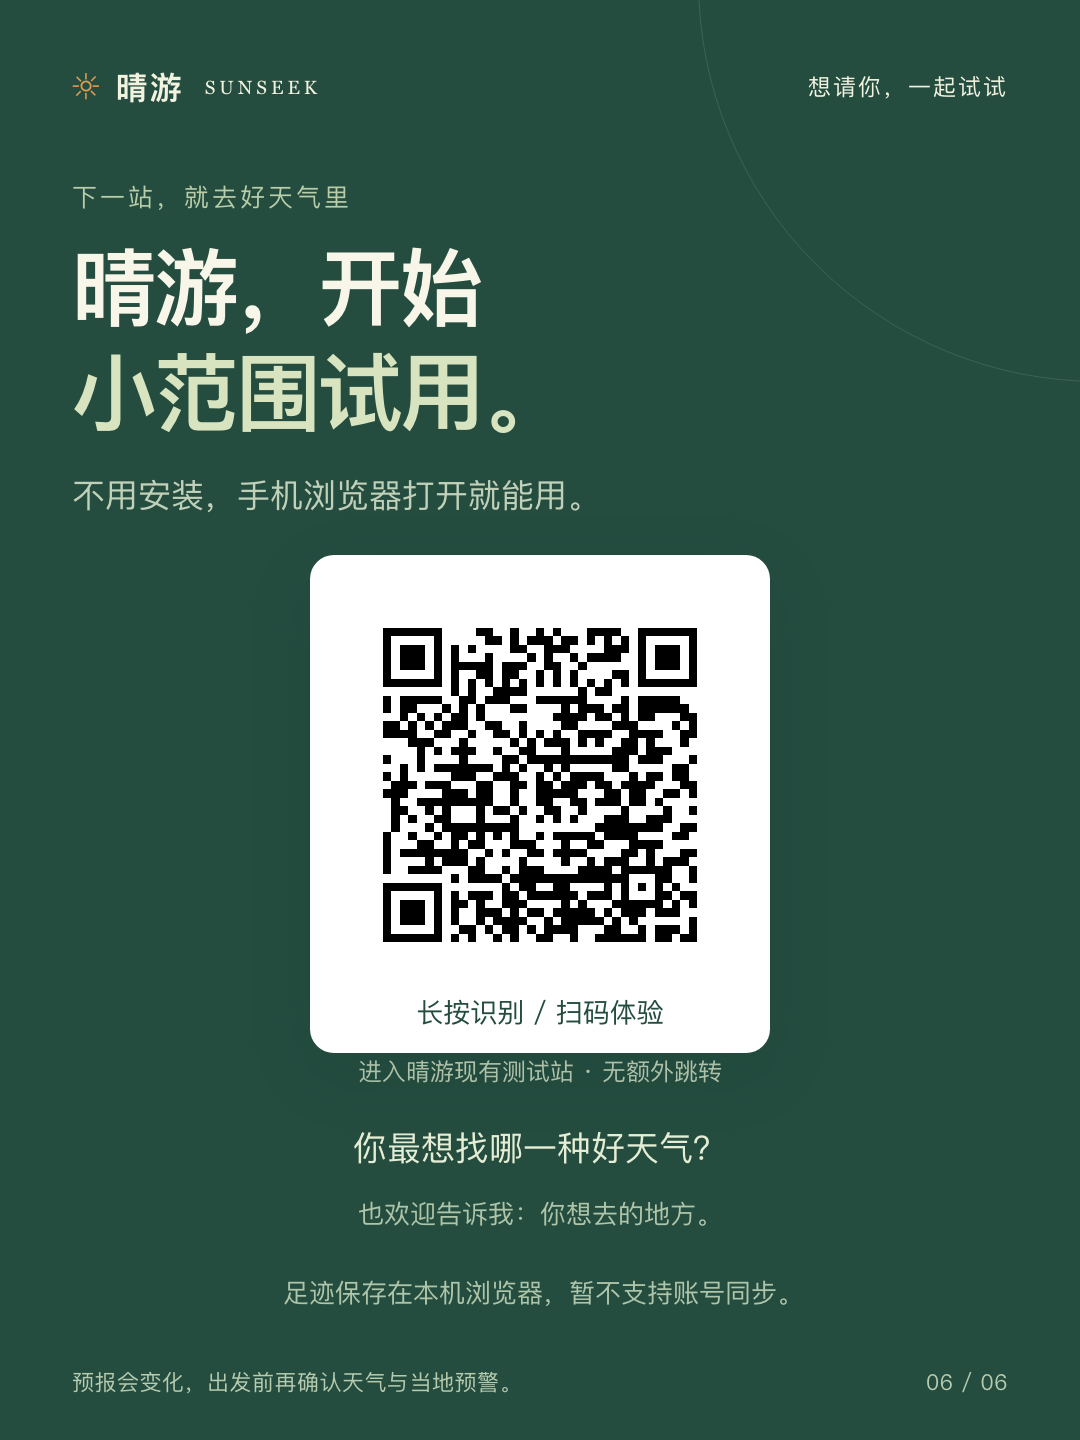 晴游 SUNSEEK
想请你，一起试试
下一站，就去好天气里
晴游，开始
小范围试用。
不用安装，手机浏览器打开就能用。
长按识别 / 扫码体验
进入晴游现有测试站 · 无额外跳转
你最想找哪一种好天气？
也欢迎告诉我：你想去的地方。
足迹保存在本机浏览器，暂不支持账号同步。
预报会变化，出发前再确认天气与当地预警。
06 / 06